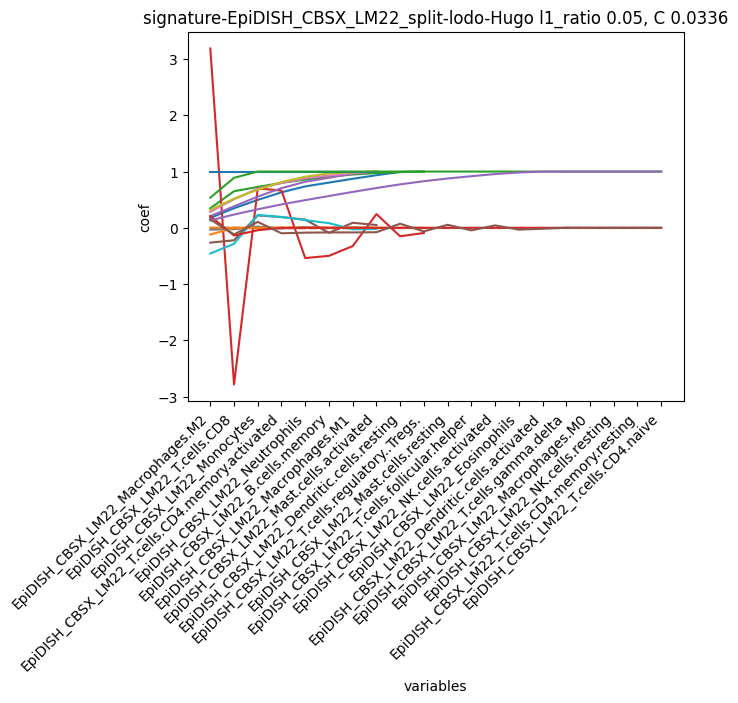 signature-EpiDISH_CBSX_LM22_split-lodo-Hugo l1_ratio 0.05, C 0.0336
3
2
1
0
−1
−2
−3
coef
EpiDISH_CBSX_LM22_Macrophages.M2
EpiDISH_CBSX_LM22_T.cells.CD8
EpiDISH_CBSX_LM22_Monocytes
EpiDISH_CBSX_LM22_T.cells.CD4.memory.activated
EpiDISH_CBSX_LM22_Neutrophils
EpiDISH_CBSX_LM22_B.cells.memory
EpiDISH_CBSX_LM22_Macrophages.M1
EpiDISH_CBSX_LM22_Mast.cells.activated
EpiDISH_CBSX_LM22_Dendritic.cells.resting
EpiDISH_CBSX_LM22_T.cells.regulatory..Tregs.
EpiDISH_CBSX_LM22_Mast.cells.resting
EpiDISH_CBSX_LM22_T.cells.follicular.helper
EpiDISH_CBSX_LM22_NK.cells.activated
EpiDISH_CBSX_LM22_Eosinophils
EpiDISH_CBSX_LM22_Dendritic.cells.activated
EpiDISH_CBSX_LM22_T.cells.gamma.delta
EpiDISH_CBSX_LM22_Macrophages.M0
EpiDISH_CBSX_LM22_NK.cells.resting
EpiDISH_CBSX_LM22_T.cells.CD4.memory.resting
EpiDISH_CBSX_LM22_T.cells.CD4.naive
variables